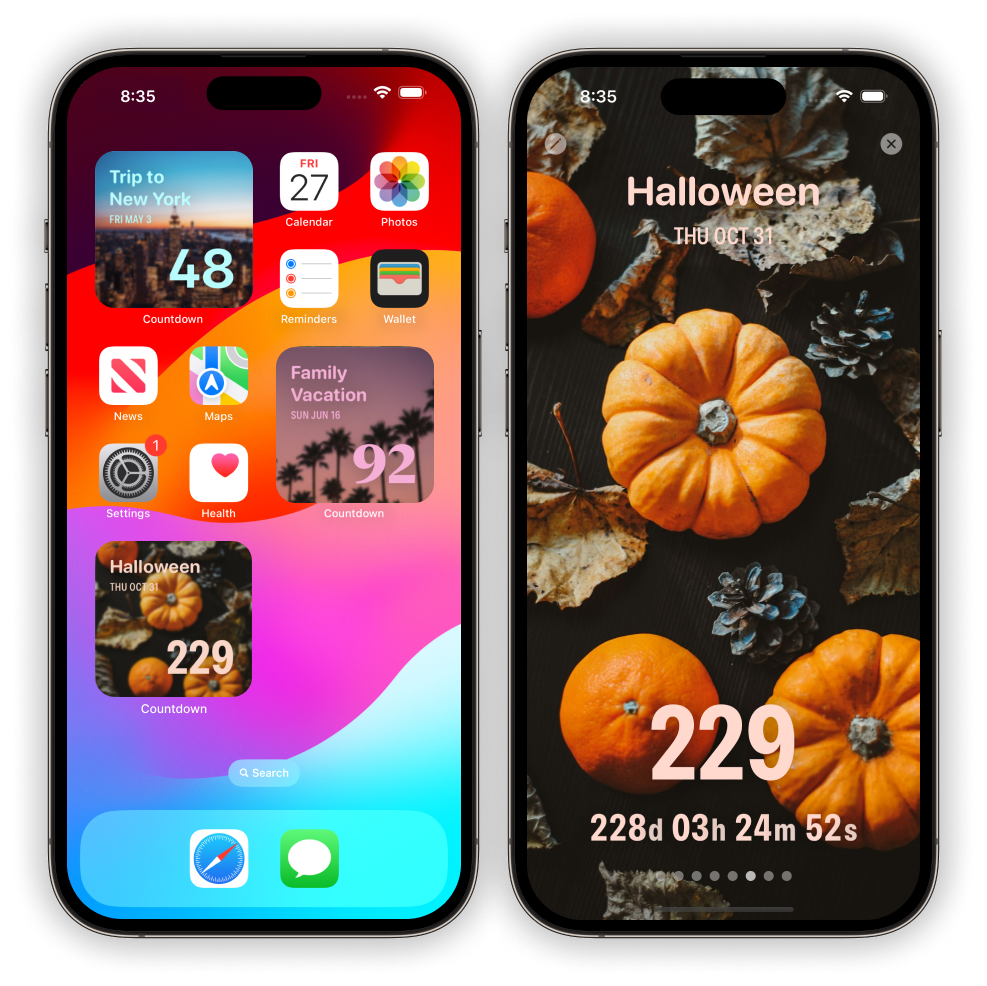 8:35
Trip to
New York
FRI MAY 3
48
Countdown
FRI
27
Calendar
Photos
Reminders
Wallet
News
Maps
Family
Vacation
SUN JUN 16
92
Countdown
1
Settings
Health
Halloween
THU OCT 31
229
Countdown
Search
8:35
Halloween
THU OCT 31
229
228d 03h 24m 52s